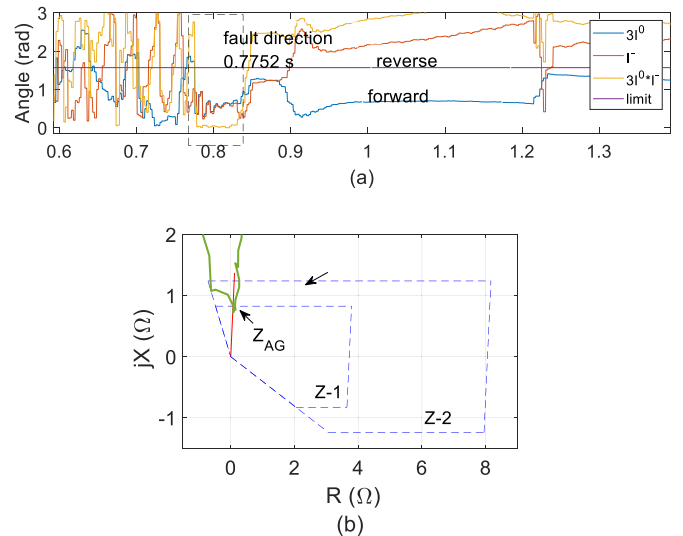 3
2
1
0
Angle (rad)
fault direction
0.7752 s
reverse
forward
3I⁰
I⁻
3I⁰*I⁻
limit
0.6 0.7 0.8 0.9 1 1.1 1.2 1.3
(a)
2
1
0
-1
jX (Ω)
Z_AG
Z-1
Z-2
0 2 4 6 8
R (Ω)
(b)